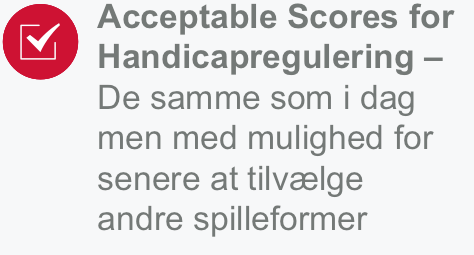 Acceptable Scores for
Handicapregulering –
De samme som i dag
men med mulighed for
senere at tilvælge
andre spilleformer